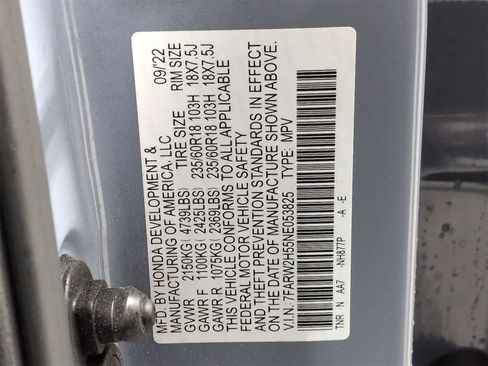 MFD. BY HONDA DEVELOPMENT & 09/22
MANUFACTURING OF AMERICA, LLC
TIRE SIZE RIM SIZE
GVWR 2150KG ( 4739LBS)
GAWR F 1100KG ( 2425LBS) 235/60R18 103H 18X7.5J
GAWR R 1075KG ( 2369LBS) 235/60R18 103H 18X7.5J
THIS VEHICLE CONFORMS TO ALL APPLICABLE
FEDERAL MOTOR VEHICLE SAFETY
AND THEFT PREVENTION STANDARDS IN EFFECT
ON THE DATE OF MANUFACTURE SHOWN ABOVE.
V.I.N.: 7FARW2H55NE053825 TYPE: MPV
TNR N AA7 -NH877P -A -E